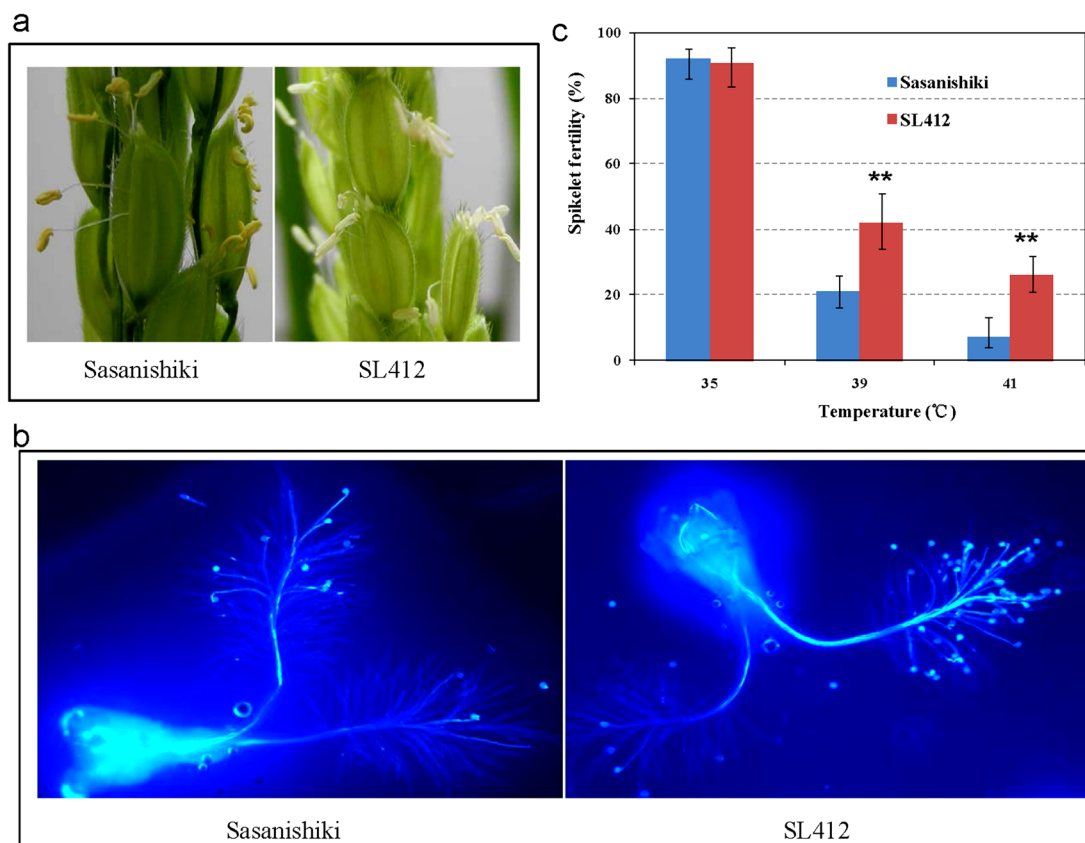 a
Sasanishiki
SL412
c
Spikelet fertility (%)
100
80
60
40
20
0
Sasanishiki
SL412
**
**
35
39
41
Temperature (℃)
b
Sasanishiki
SL412